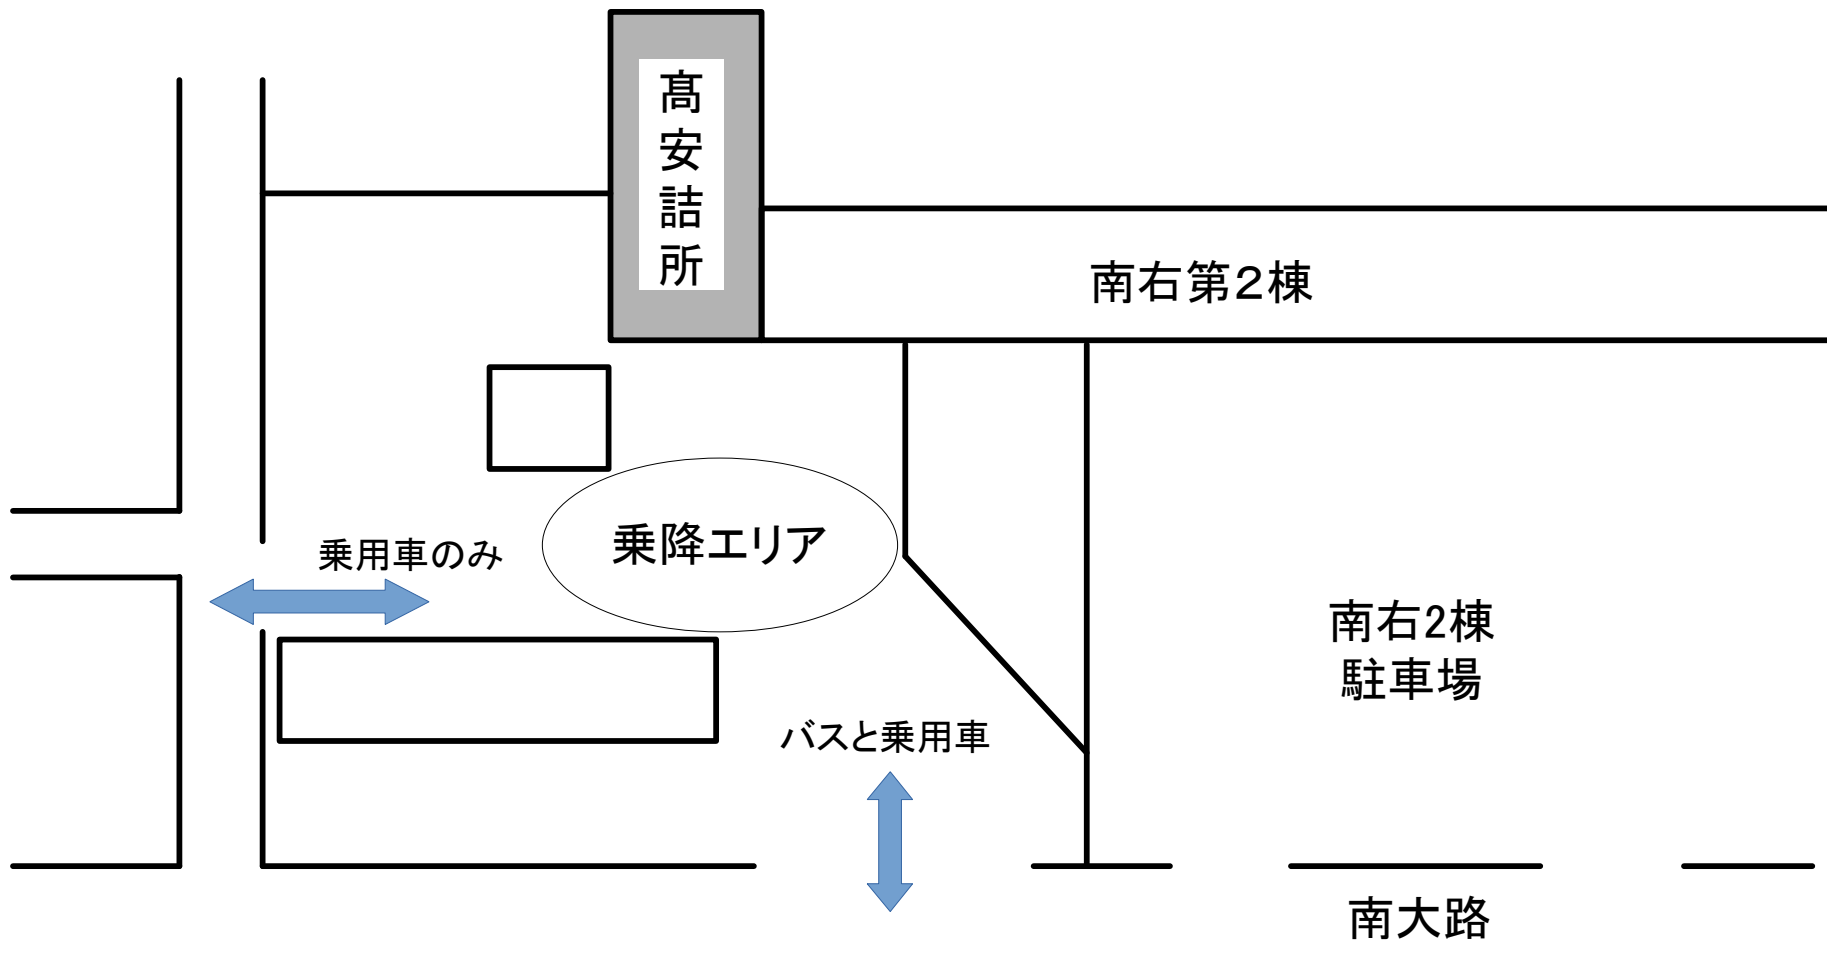 髙安詰所
南右第２棟
乗降エリア
乗用車のみ
南右2棟
駐車場
バスと乗用車
南大路